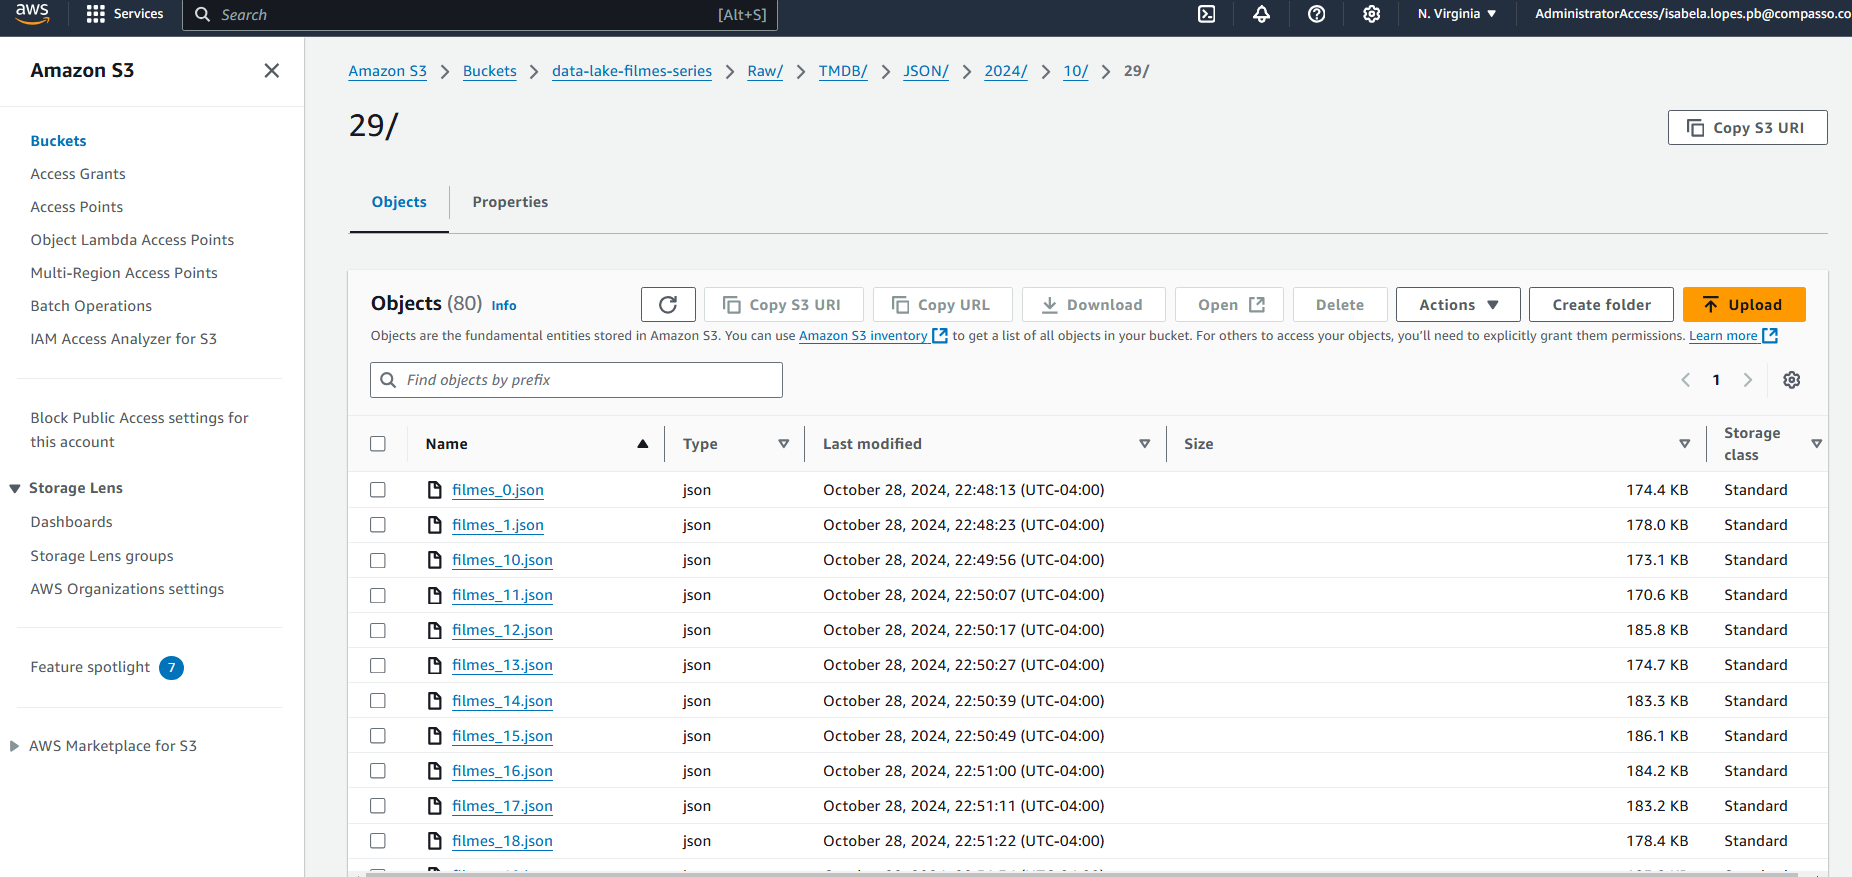 aws
Services
Search [Alt+S]
N. Virginia
AdministratorAccess/isabela.lopes.pb@compasso.co
Amazon S3
Amazon S3 > Buckets > data-lake-filmes-series > Raw/ > TMDB/ > JSON/ > 2024/ > 10/ > 29/
29/
Copy S3 URI
Buckets
Access Grants
Access Points
Object Lambda Access Points
Multi-Region Access Points
Batch Operations
IAM Access Analyzer for S3
Block Public Access settings for
this account
Storage Lens
Dashboards
Storage Lens groups
AWS Organizations settings
Feature spotlight 7
AWS Marketplace for S3
Objects Properties
Objects (80) Info
Copy S3 URI Copy URL Download Open Delete Actions Create folder Upload
Objects are the fundamental entities stored in Amazon S3. You can use Amazon S3 inventory to get a list of all objects in your bucket. For others to access your objects, you'll need to explicitly grant them permissions. Learn more
Find objects by prefix
1
Name Type Last modified Size Storage
class
filmes_0.json json October 28, 2024, 22:48:13 (UTC-04:00) 174.4 KB Standard
filmes_1.json json October 28, 2024, 22:48:23 (UTC-04:00) 178.0 KB Standard
filmes_10.json json October 28, 2024, 22:49:56 (UTC-04:00) 173.1 KB Standard
filmes_11.json json October 28, 2024, 22:50:07 (UTC-04:00) 170.6 KB Standard
filmes_12.json json October 28, 2024, 22:50:17 (UTC-04:00) 185.8 KB Standard
filmes_13.json json October 28, 2024, 22:50:27 (UTC-04:00) 174.7 KB Standard
filmes_14.json json October 28, 2024, 22:50:39 (UTC-04:00) 183.3 KB Standard
filmes_15.json json October 28, 2024, 22:50:49 (UTC-04:00) 186.1 KB Standard
filmes_16.json json October 28, 2024, 22:51:00 (UTC-04:00) 184.2 KB Standard
filmes_17.json json October 28, 2024, 22:51:11 (UTC-04:00) 183.2 KB Standard
filmes_18.json json October 28, 2024, 22:51:22 (UTC-04:00) 178.4 KB Standard